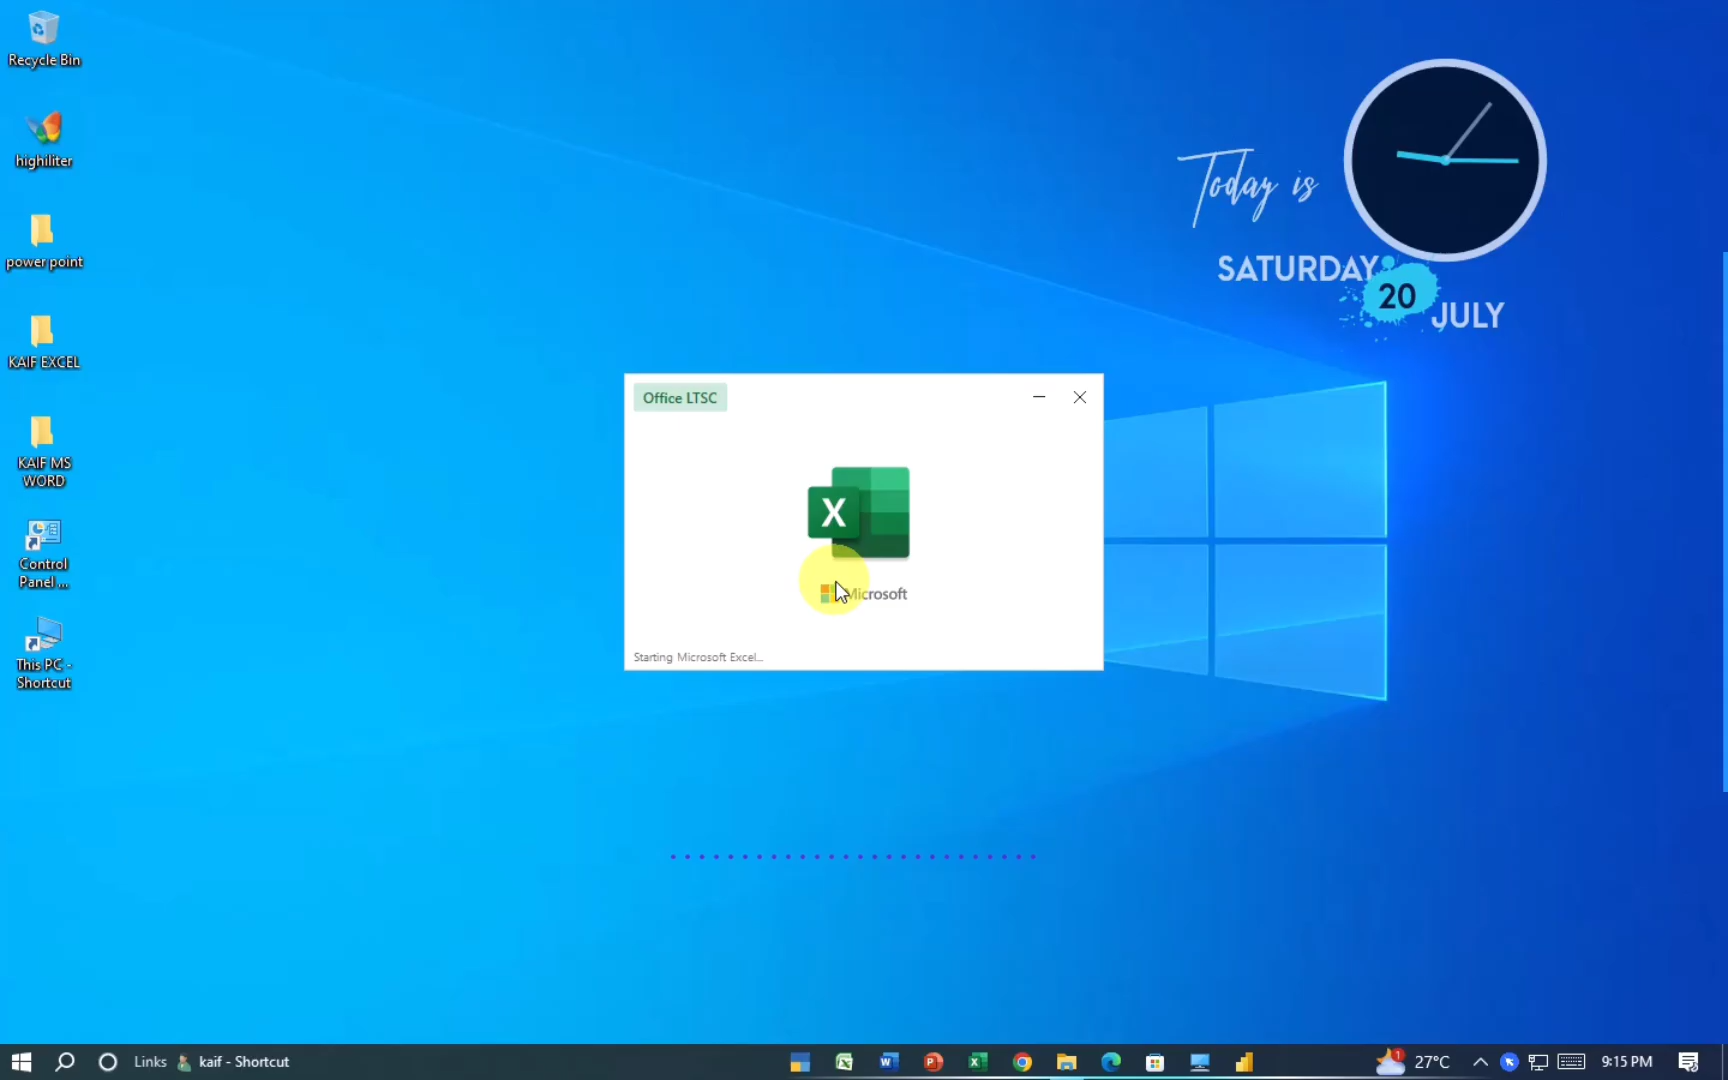 Recycle Bin
highiliter
power point
KAIF EXCEL
KAIF MS
WORD
Control
Panel ...
This PC -
Shortcut
Today is
SATURDAY
20
JULY
Office LTSC
X
Microsoft
Starting Microsoft Excel...
Links
kaif - Shortcut
1
27°C
9:15 PM